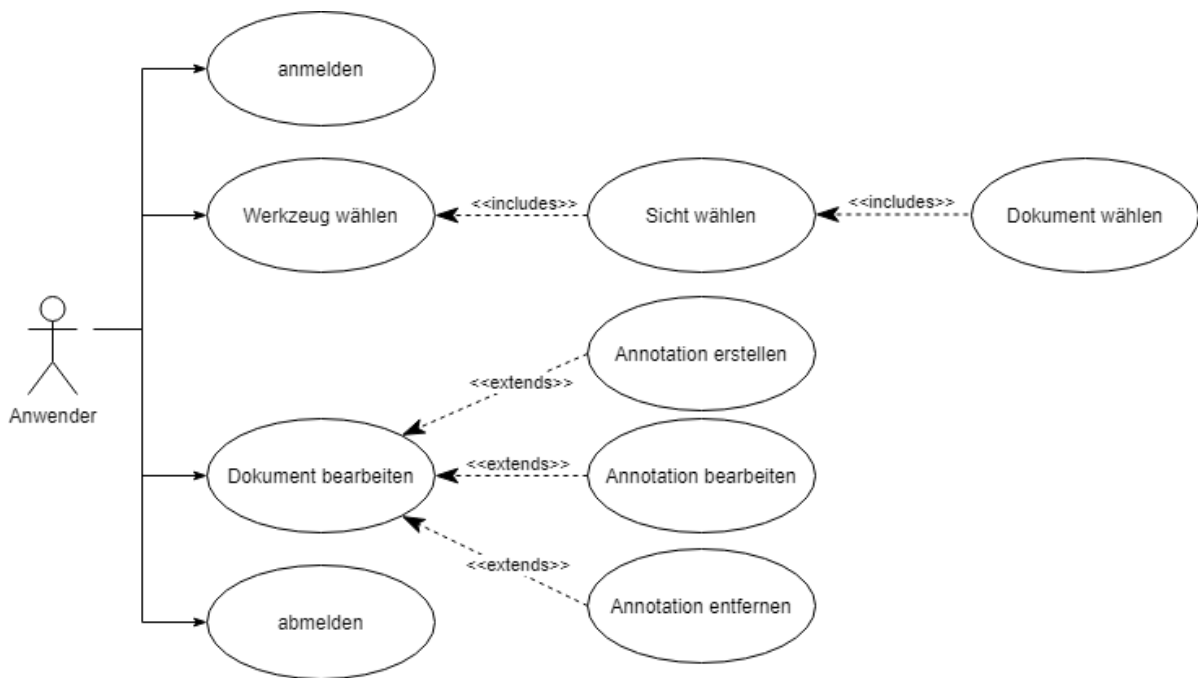 anmelden
Werkzeug wählen
<<includes>>
Sicht wählen
<<includes>>
Dokument wählen
Anwender
Annotation erstellen
<<extends>>
Dokument bearbeiten
<<extends>>
Annotation bearbeiten
<<extends>>
Annotation entfernen
abmelden